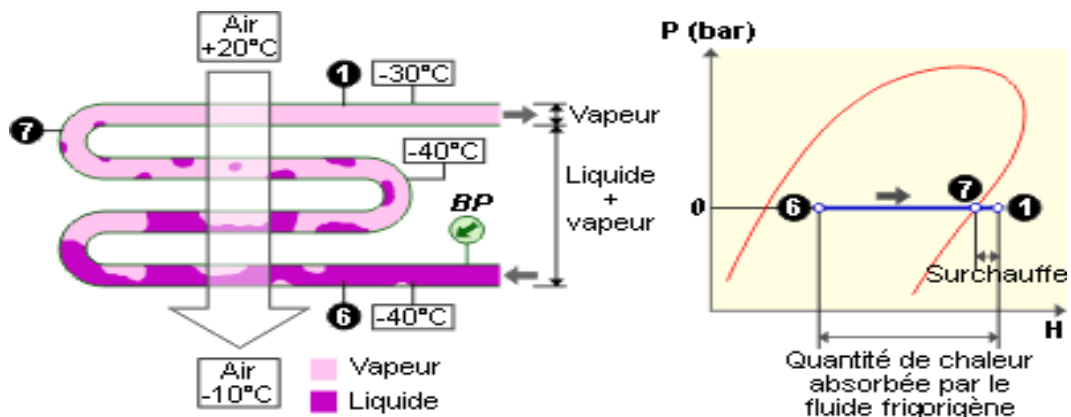 Air
+20°C
1
-30°C
7
Vapeur
-40°C
Liquide
+
vapeur
BP
6
-40°C
Air
-10°C
Vapeur
Liquide
P (bar)
0
6
7
1
Surchauffe
H
Quantité de chaleur
absorbée par le
fluide frigorigène